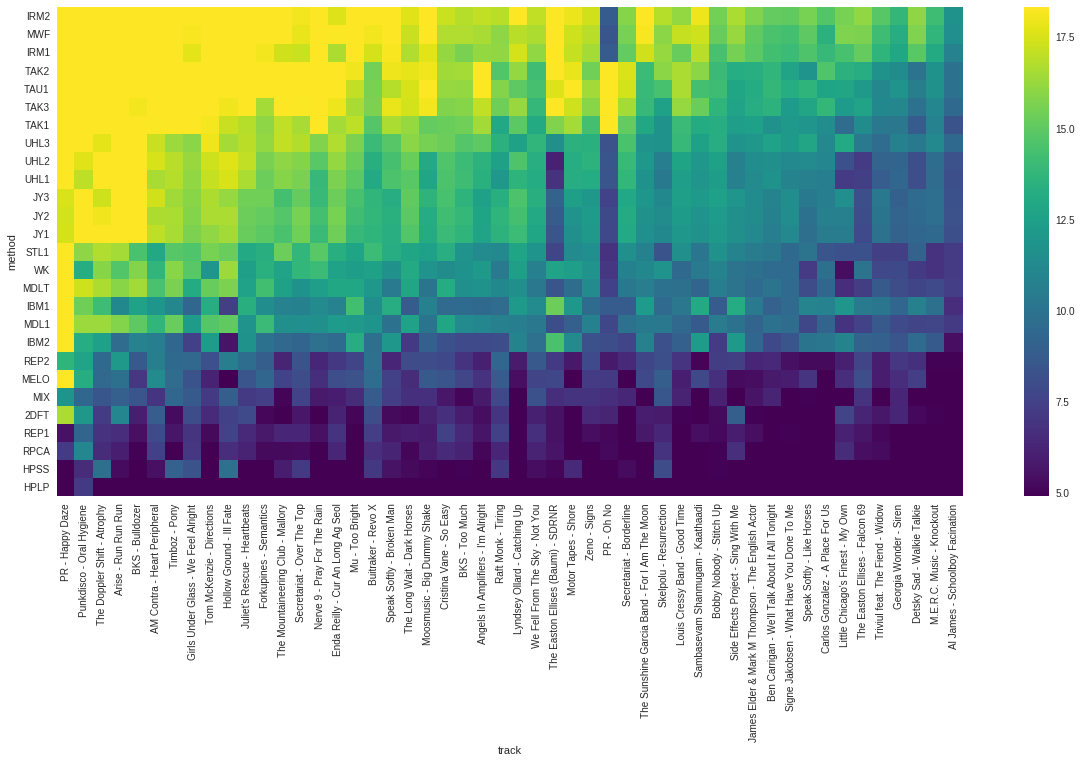 IRM2
MWF
IRM1
TAK2
TAU1
TAK3
TAK1
UHL3
UHL2
UHL1
JY3
JY2
JY1
STL1
WK
MDLT
IBM1
MDL1
IBM2
REP2
MELO
MIX
2DFT
REP1
RPCA
HPSS
HPLP
method
PR - Happy Daze
Punkdisco - Oral Hygiene
The Doppler Shift - Atrophy
Arise - Run Run Run
BKS - Bulldozer
AM Contra - Heart Peripheral
Timboz - Pony
Girls Under Glass - We Feel Alright
Tom McKenzie - Directions
Hollow Ground - Ill Fate
Juliet's Rescue - Heartbeats
Forkupines - Semantics
The Mountaineering Club - Mallory
Secretariat - Over The Top
Nerve 9 - Pray For The Rain
Enda Reilly - Cur An Long Ag Seol
Mu - Too Bright
Buitraker - Revo X
Speak Softly - Broken Man
The Long Wait - Dark Horses
Moosmusic - Big Dummy Shake
Cristina Vane - So Easy
BKS - Too Much
Angels In Amplifiers - I'm Alright
Raft Monk - Tiring
Lyndsey Ollard - Catching Up
We Fell From The Sky - Not You
The Easton Ellises (Baumi) - SDRNR
Motor Tapes - Shore
Zeno - Signs
PR - Oh No
Secretariat - Borderline
The Sunshine Garcia Band - For I Am The Moon
Skelpolu - Resurrection
Louis Cressy Band - Good Time
Sambasevam Shanmugam - Kaathaadi
Bobby Nobody - Stitch Up
Side Effects Project - Sing With Me
James Elder & Mark M Thompson - The English Actor
Ben Carrigan - We'll Talk About It All Tonight
Signe Jakobsen - What Have You Done To Me
Speak Softly - Like Horses
Carlos Gonzalez - A Place For Us
Little Chicago's Finest - My Own
The Easton Ellises - Falcon 69
Triviul feat. The Fiend - Widow
Georgia Wonder - Siren
Detsky Sad - Walkie Talkie
M.E.R.C. Music - Knockout
Al James - Schoolboy Facination
track
17.5
15.0
12.5
10.0
7.5
5.0